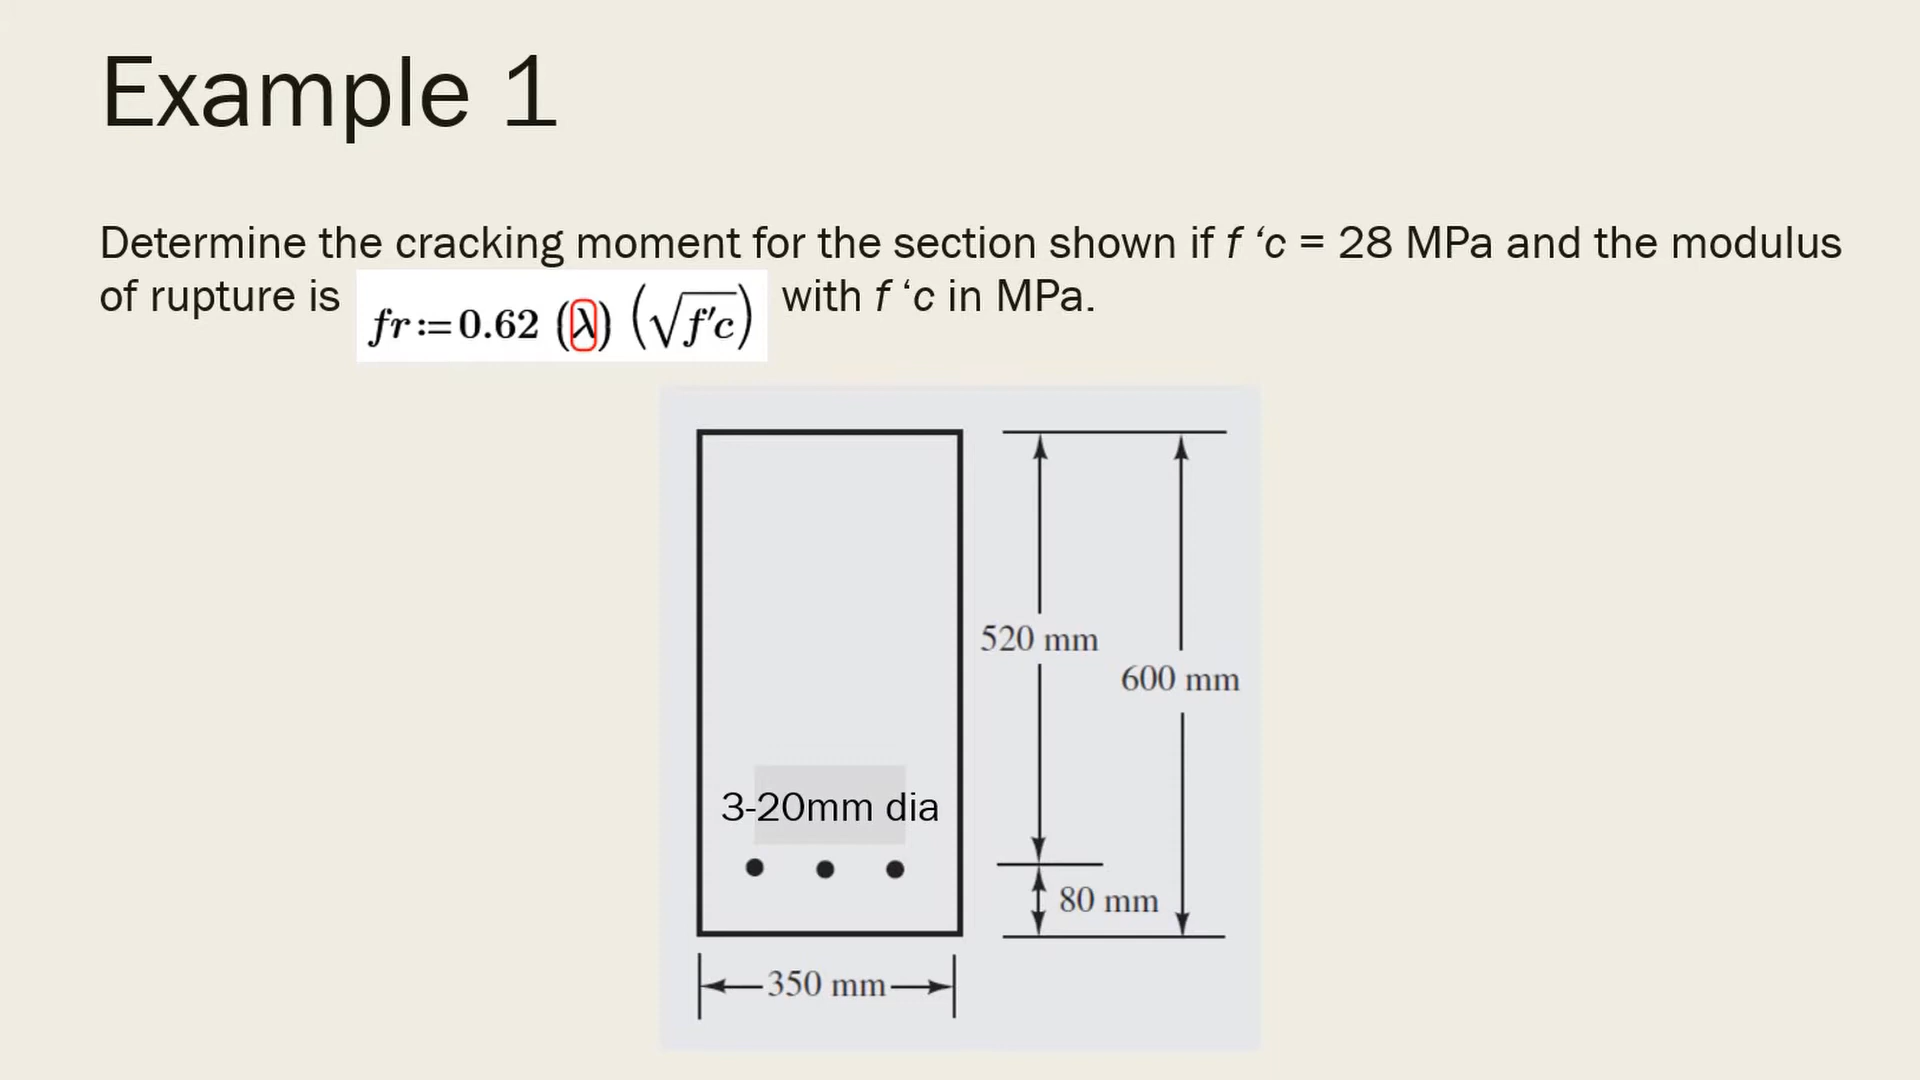 Example 1
Determine the cracking moment for the section shown if f ‘c = 28 MPa and the modulus
of rupture is fr:=0.62 (λ) (√f'c) with f ‘c in MPa.
520 mm
600 mm
3-20mm dia
80 mm
350 mm